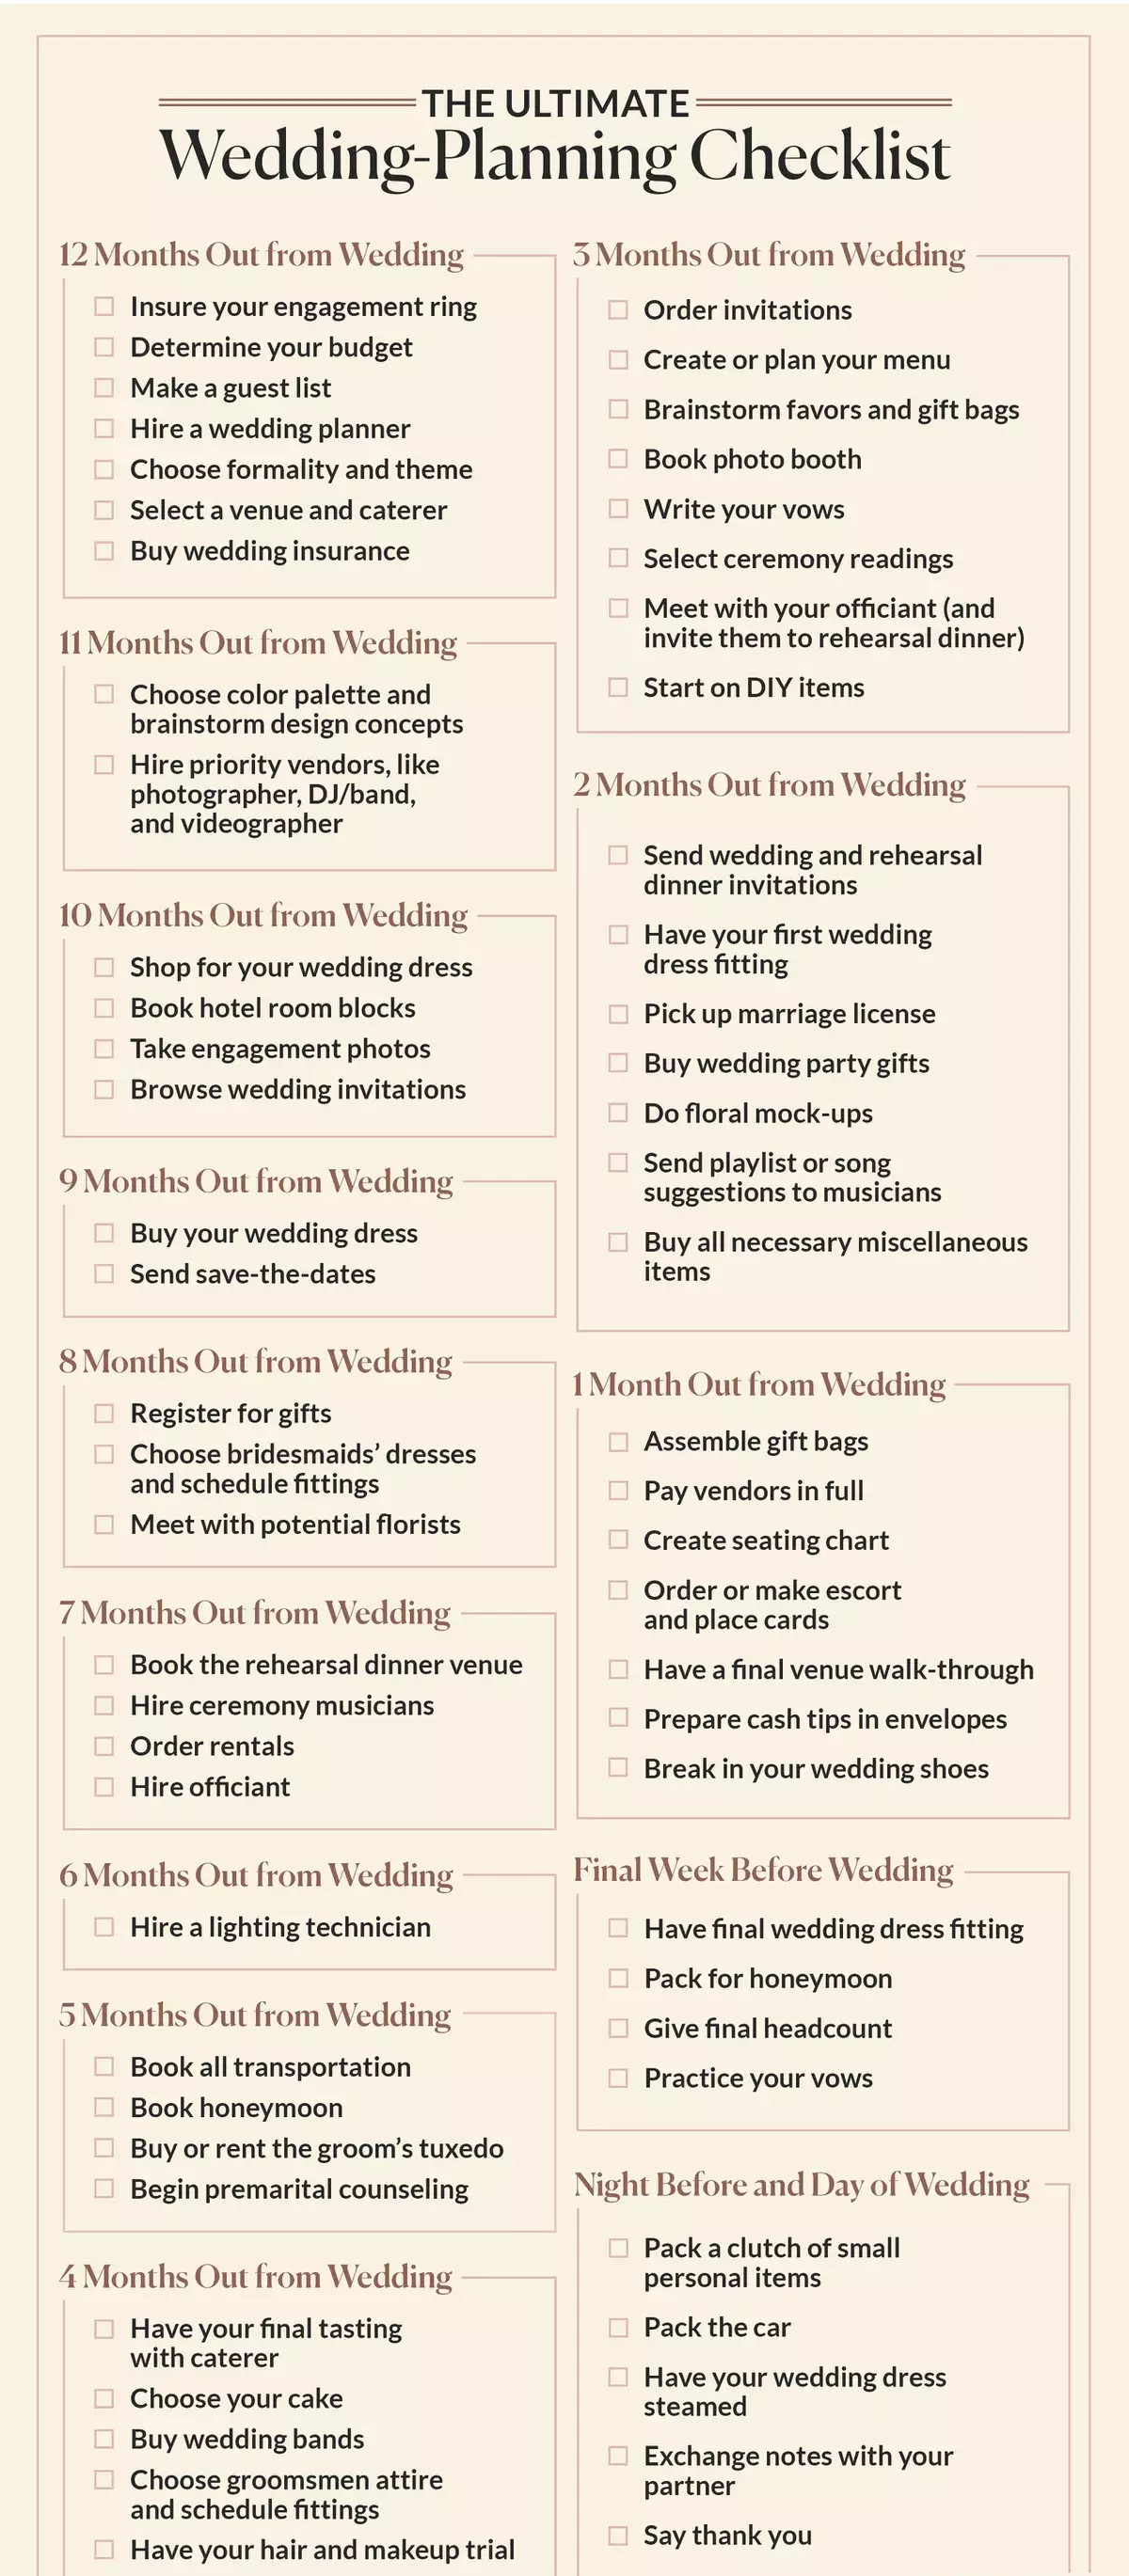 THE ULTIMATE
Wedding-Planning Checklist
12 Months Out from Wedding
Insure your engagement ring
Determine your budget
Make a guest list
Hire a wedding planner
Choose formality and theme
Select a venue and caterer
Buy wedding insurance
11 Months Out from Wedding
Choose color palette and
brainstorm design concepts
Hire priority vendors, like
photographer, DJ/band,
and videographer
10 Months Out from Wedding
Shop for your wedding dress
Book hotel room blocks
Take engagement photos
Browse wedding invitations
9 Months Out from Wedding
Buy your wedding dress
Send save-the-dates
8 Months Out from Wedding
Register for gifts
Choose bridesmaids’ dresses
and schedule fittings
Meet with potential florists
7 Months Out from Wedding
Book the rehearsal dinner venue
Hire ceremony musicians
Order rentals
Hire officiant
6 Months Out from Wedding
Hire a lighting technician
5 Months Out from Wedding
Book all transportation
Book honeymoon
Buy or rent the groom’s tuxedo
Begin premarital counseling
4 Months Out from Wedding
Have your final tasting
with caterer
Choose your cake
Buy wedding bands
Choose groomsmen attire
and schedule fittings
Have your hair and makeup trial
3 Months Out from Wedding
Order invitations
Create or plan your menu
Brainstorm favors and gift bags
Book photo booth
Write your vows
Select ceremony readings
Meet with your officiant (and
invite them to rehearsal dinner)
Start on DIY items
2 Months Out from Wedding
Send wedding and rehearsal
dinner invitations
Have your first wedding
dress fitting
Pick up marriage license
Buy wedding party gifts
Do floral mock-ups
Send playlist or song
suggestions to musicians
Buy all necessary miscellaneous
items
1 Month Out from Wedding
Assemble gift bags
Pay vendors in full
Create seating chart
Order or make escort
and place cards
Have a final venue walk-through
Prepare cash tips in envelopes
Break in your wedding shoes
Final Week Before Wedding
Have final wedding dress fitting
Pack for honeymoon
Give final headcount
Practice your vows
Night Before and Day of Wedding
Pack a clutch of small
personal items
Pack the car
Have your wedding dress
steamed
Exchange notes with your
partner
Say thank you